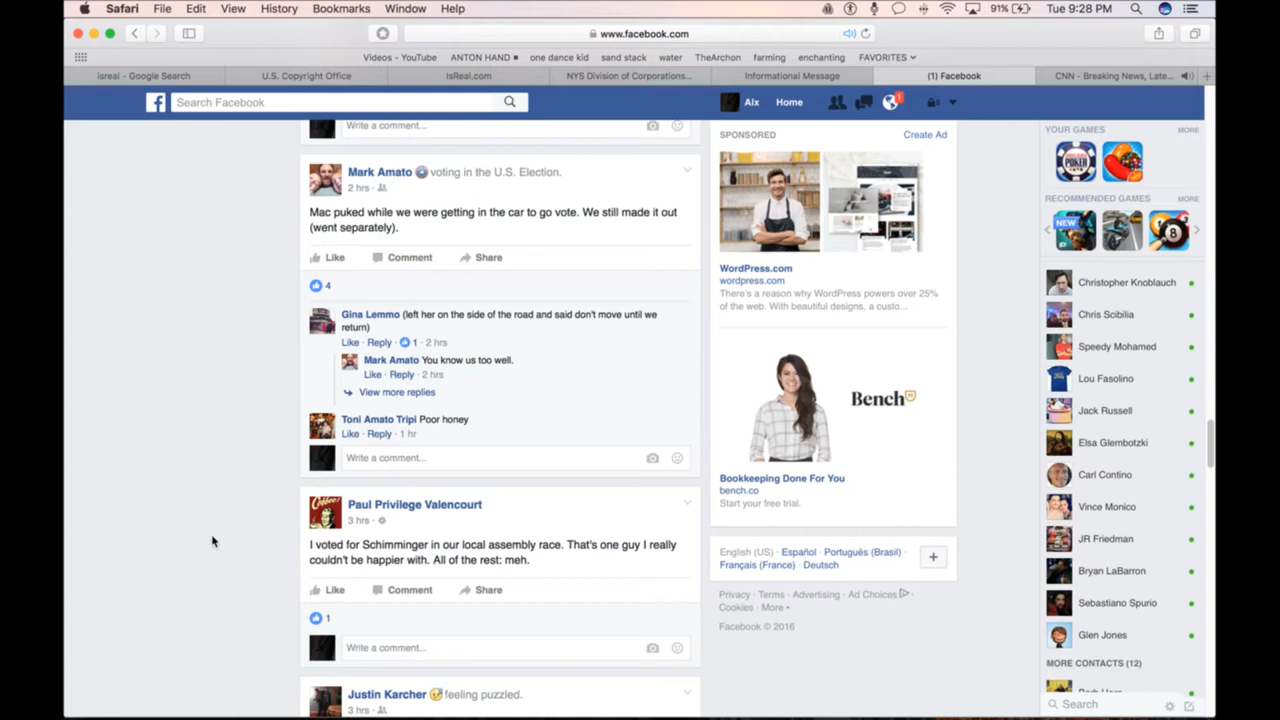 Safari File Edit View History Bookmarks Window Help
91% Tue 9:28 PM
www.facebook.com
Videos - YouTube ANTON HAND one dance kid sand stack water TheArchon farming enchanting FAVORITES
isreal - Google Search U.S. Copyright Office IsReal.com NYS Division of Corporations... Informational Message (1) Facebook CNN - Breaking News, Late...
Search Facebook
Alx Home 1
Write a comment...
Mark Amato voting in the U.S. Election.
2 hrs ·
Mac puked while we were getting in the car to go vote. We still made it out
(went separately).
Like Comment Share
4
Gina Lemmo (left her on the side of the road and said don't move until we
return)
Like · Reply · 1 · 2 hrs
Mark Amato You know us too well.
Like · Reply · 2 hrs
View more replies
Toni Amato Tripi Poor honey
Like · Reply · 1 hr
Write a comment...
Paul Privilege Valencourt
3 hrs ·
I voted for Schimminger in our local assembly race. That's one guy I really
couldn't be happier with. All of the rest: meh.
Like Comment Share
1
Write a comment...
Justin Karcher feeling puzzled.
3 hrs ·
SPONSORED Create Ad
WordPress.com
wordpress.com
There's a reason why WordPress powers over 25%
of the web. With beautiful designs, a custo...
Bench
Bookkeeping Done For You
bench.co
Start your free trial.
English (US) · Español · Português (Brasil) ·
Français (France) · Deutsch
+
Privacy · Terms · Advertising · Ad Choices ·
Cookies · More
Facebook © 2016
YOUR GAMES MORE
POKER
RECOMMENDED GAMES MORE
NEW
8
Christopher Knoblauch
Chris Scibilia
Speedy Mohamed
Lou Fasolino
Jack Russell
Elsa Glembotzki
Carl Contino
Vince Monico
JR Friedman
Bryan LaBarron
Sebastiano Spurio
Glen Jones
MORE CONTACTS (12)
Search